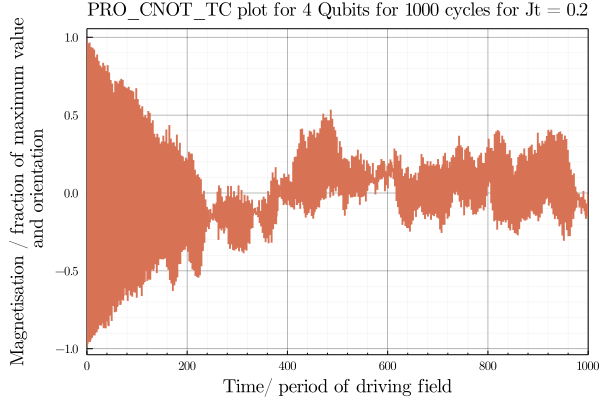 PRO_CNOT_TC plot for 4 Qubits for 1000 cycles for Jt = 0.2
Magnetisation / fraction of maximum value
and orientation
1.0
0.5
0.0
−0.5
−1.0
0 200 400 600 800 1000
Time/ period of driving field